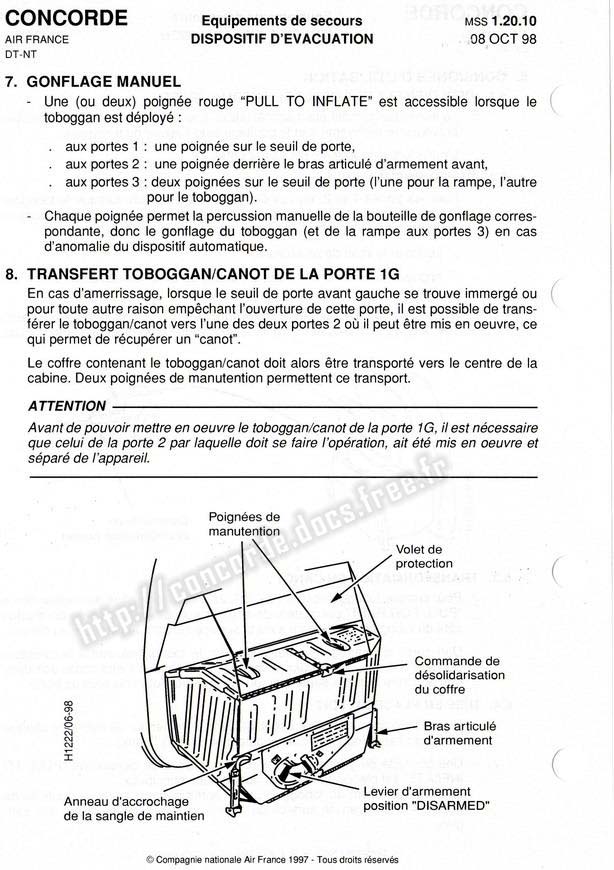 CONCORDE
AIR FRANCE
DT-NT
Equipements de secours
DISPOSITIF D'EVACUATION
MSS 1.20.10
08 OCT 98
7. GONFLAGE MANUEL
- Une (ou deux) poignée rouge “PULL TO INFLATE” est accessible lorsque le
toboggan est déployé :
. aux portes 1 : une poignée sur le seuil de porte,
. aux portes 2 : une poignée derrière le bras articulé d'armement avant,
. aux portes 3 : deux poignées sur le seuil de porte (l'une pour la rampe, l'autre
pour le toboggan).
- Chaque poignée permet la percussion manuelle de la bouteille de gonflage corres-
pondante, donc le gonflage du toboggan (et de la rampe aux portes 3) en cas
d'anomalie du dispositif automatique.
8. TRANSFERT TOBOGGAN/CANOT DE LA PORTE 1G
En cas d'amerrissage, lorsque le seuil de porte avant gauche se trouve immergé ou
pour toute autre raison empêchant l'ouverture de cette porte, il est possible de trans-
férer le toboggan/canot vers l'une des deux portes 2 où il peut être mis en oeuvre, ce
qui permet de récupérer un “canot”.
Le coffre contenant le toboggan/canot doit alors être transporté vers le centre de la
cabine. Deux poignées de manutention permettent ce transport.
ATTENTION
Avant de pouvoir mettre en oeuvre le toboggan/canot de la porte 1G, il est nécessaire
que celui de la porte 2 par laquelle doit se faire l'opération, ait été mis en oeuvre et
séparé de l'appareil.
http://concorde.docs.free.fr
Poignées de
manutention
Volet de
protection
Commande de
désolidarisation
du coffre
Bras articulé
d'armement
Levier d'armement
position "DISARMED"
Anneau d'accrochage
de la sangle de maintien
H1222/06-98
© Compagnie nationale Air France 1997 - Tous droits réservés